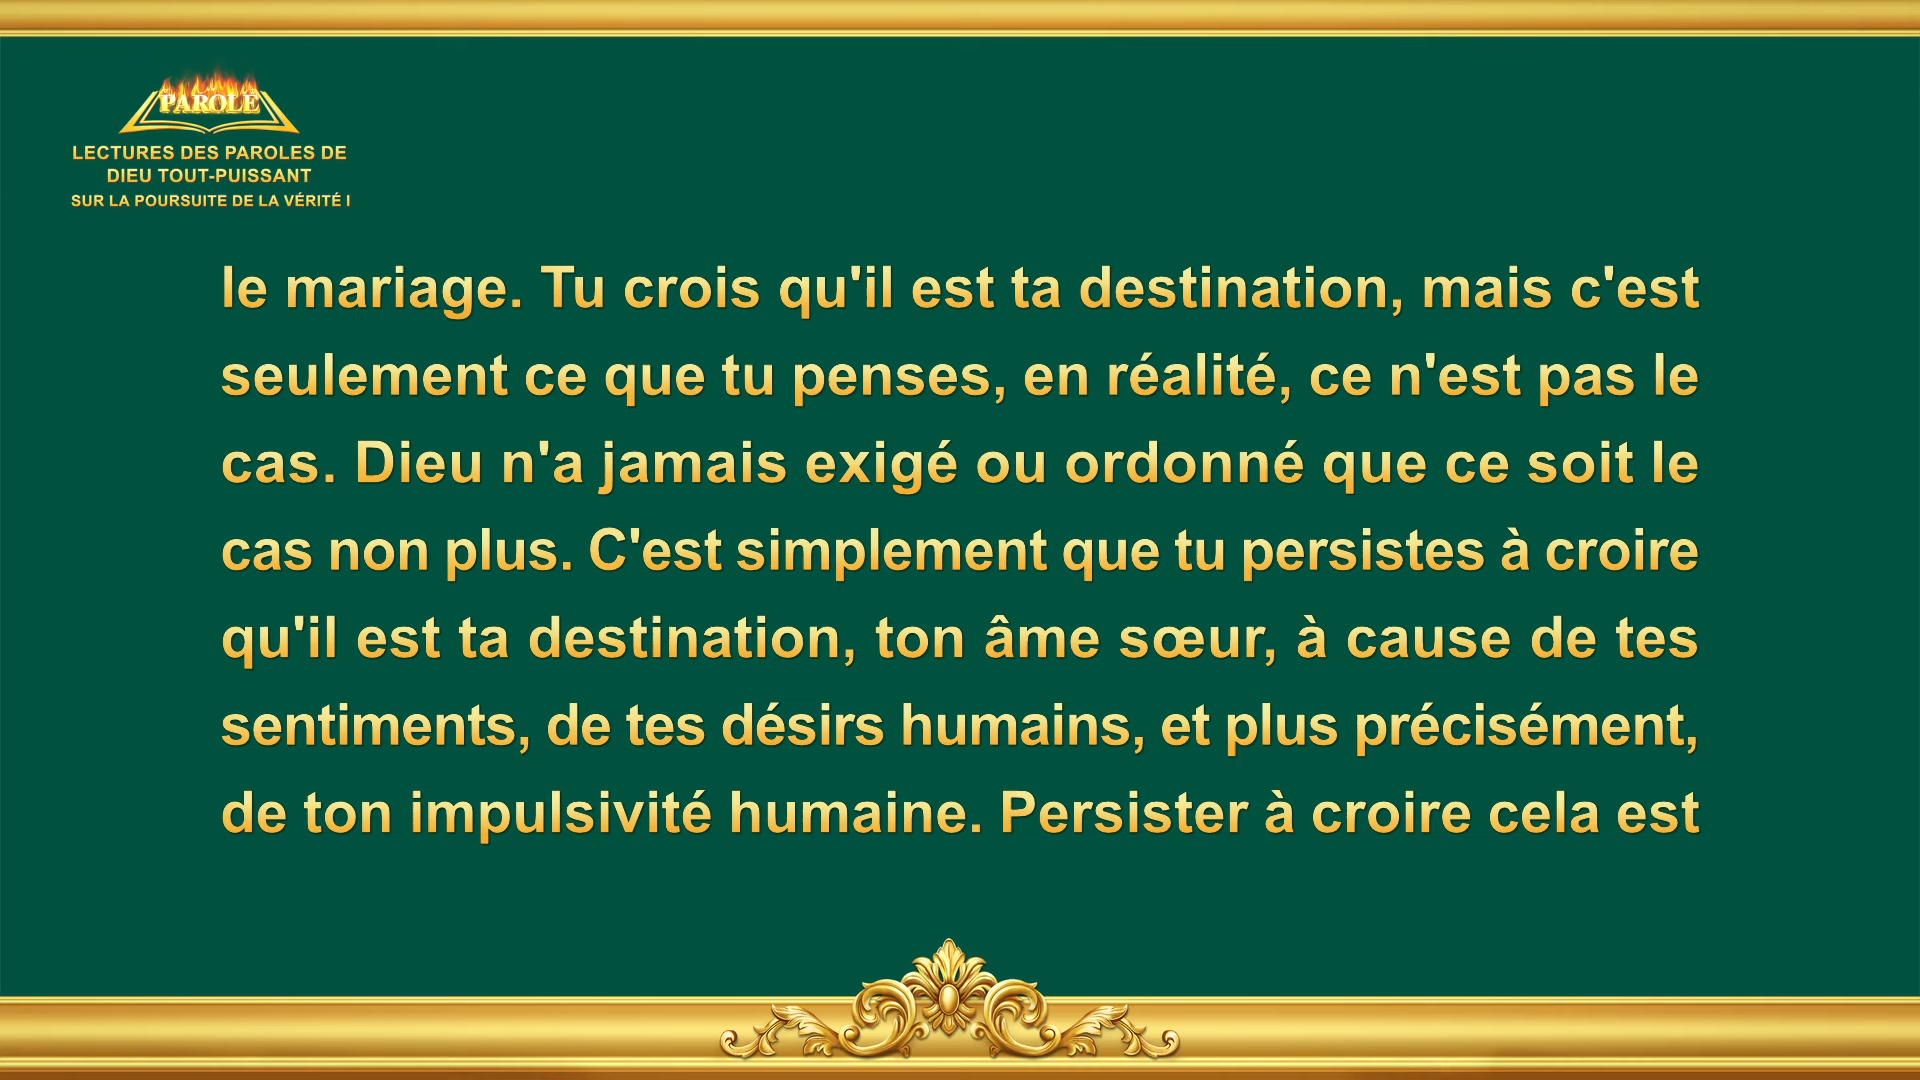 PAROLE
LECTURES DES PAROLES DE
DIEU TOUT-PUISSANT
SUR LA POURSUITE DE LA VÉRITÉ I
le mariage. Tu crois qu'il est ta destination, mais c'est
seulement ce que tu penses, en réalité, ce n'est pas le
cas. Dieu n'a jamais exigé ou ordonné que ce soit le
cas non plus. C'est simplement que tu persistes à croire
qu'il est ta destination, ton âme sœur, à cause de tes
sentiments, de tes désirs humains, et plus précisément,
de ton impulsivité humaine. Persister à croire cela est